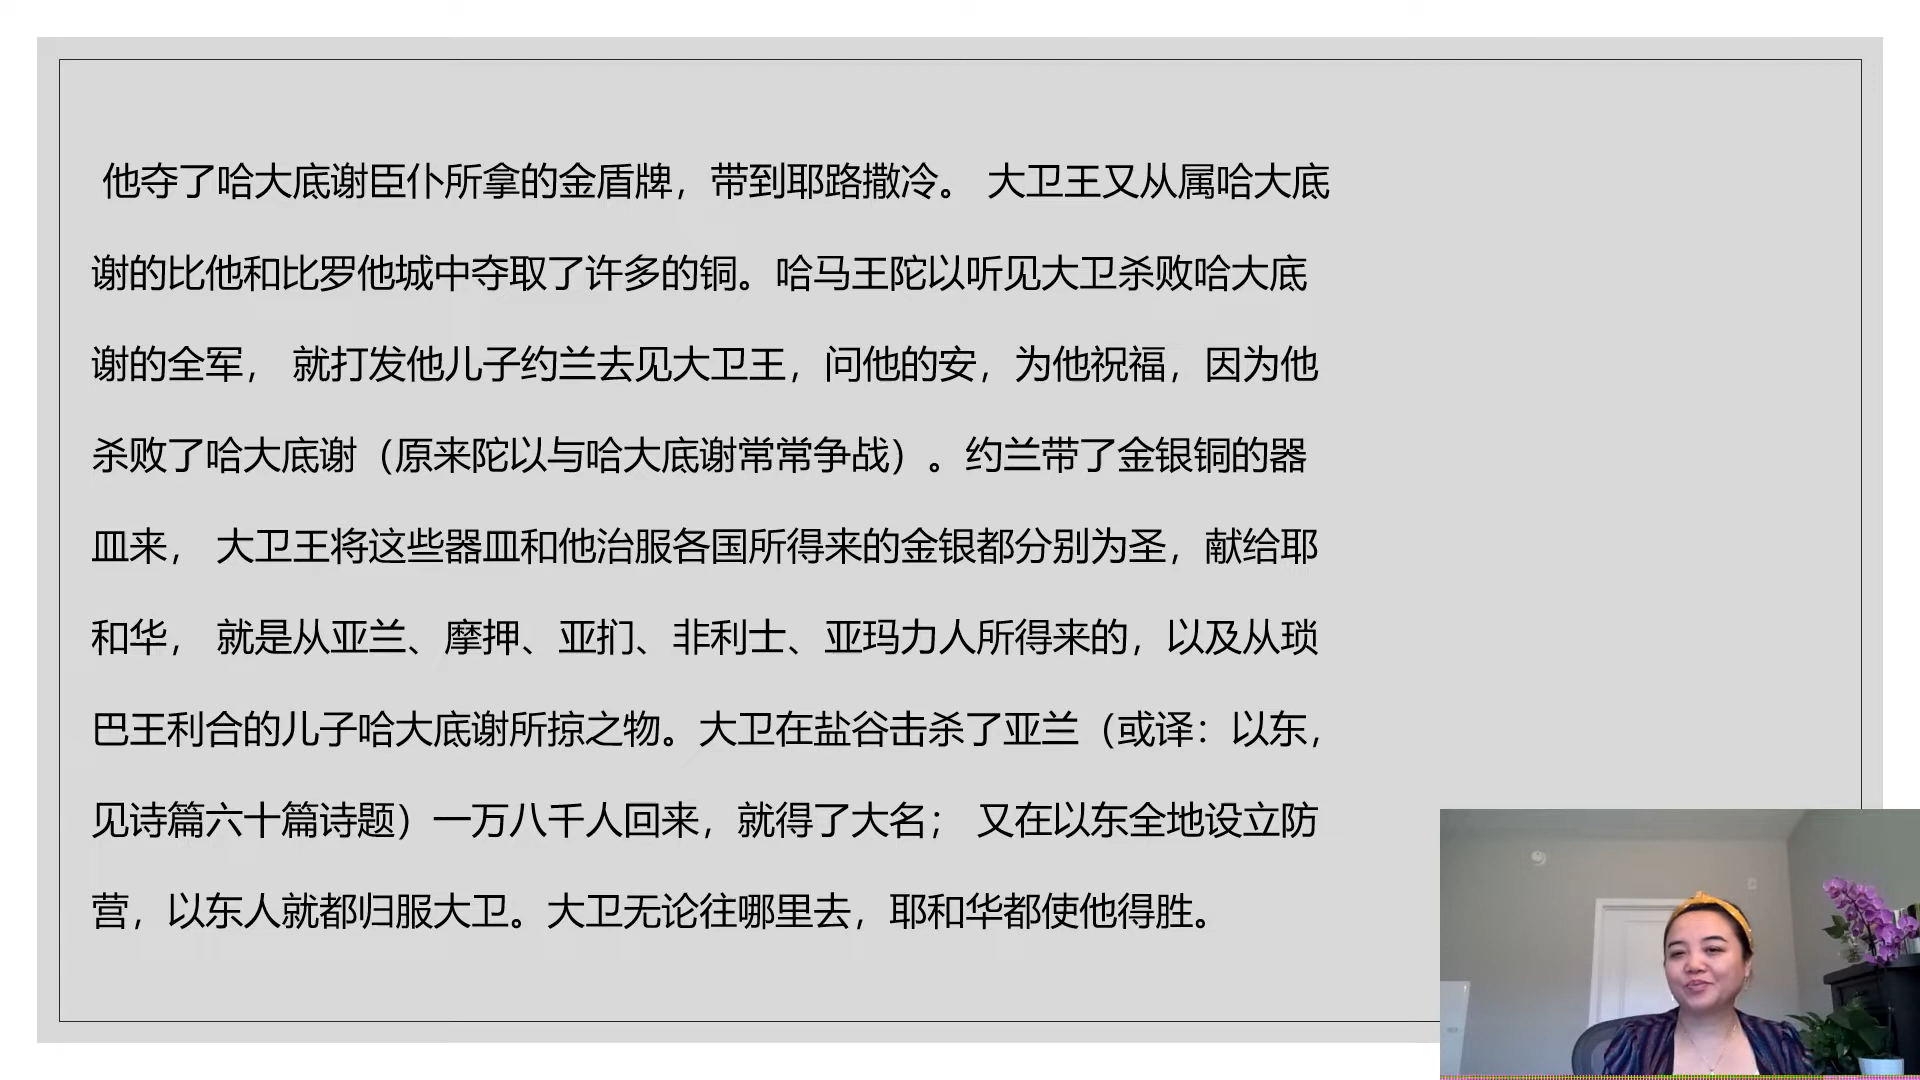 他夺了哈大底谢臣仆所拿的金盾牌，带到耶路撒冷。 大卫王又从属哈大底
谢的比他和比罗他城中夺取了许多的铜。哈马王陀以听见大卫杀败哈大底
谢的全军， 就打发他儿子约兰去见大卫王，问他的安，为他祝福，因为他
杀败了哈大底谢（原来陀以与哈大底谢常常争战）。约兰带了金银铜的器
皿来， 大卫王将这些器皿和他治服各国所得来的金银都分别为圣，献给耶
和华， 就是从亚兰、摩押、亚扪、非利士、亚玛力人所得来的，以及从琐
巴王利合的儿子哈大底谢所掠之物。大卫在盐谷击杀了亚兰（或译：以东，
见诗篇六十篇诗题）一万八千人回来，就得了大名； 又在以东全地设立防
营，以东人就都归服大卫。大卫无论往哪里去，耶和华都使他得胜。